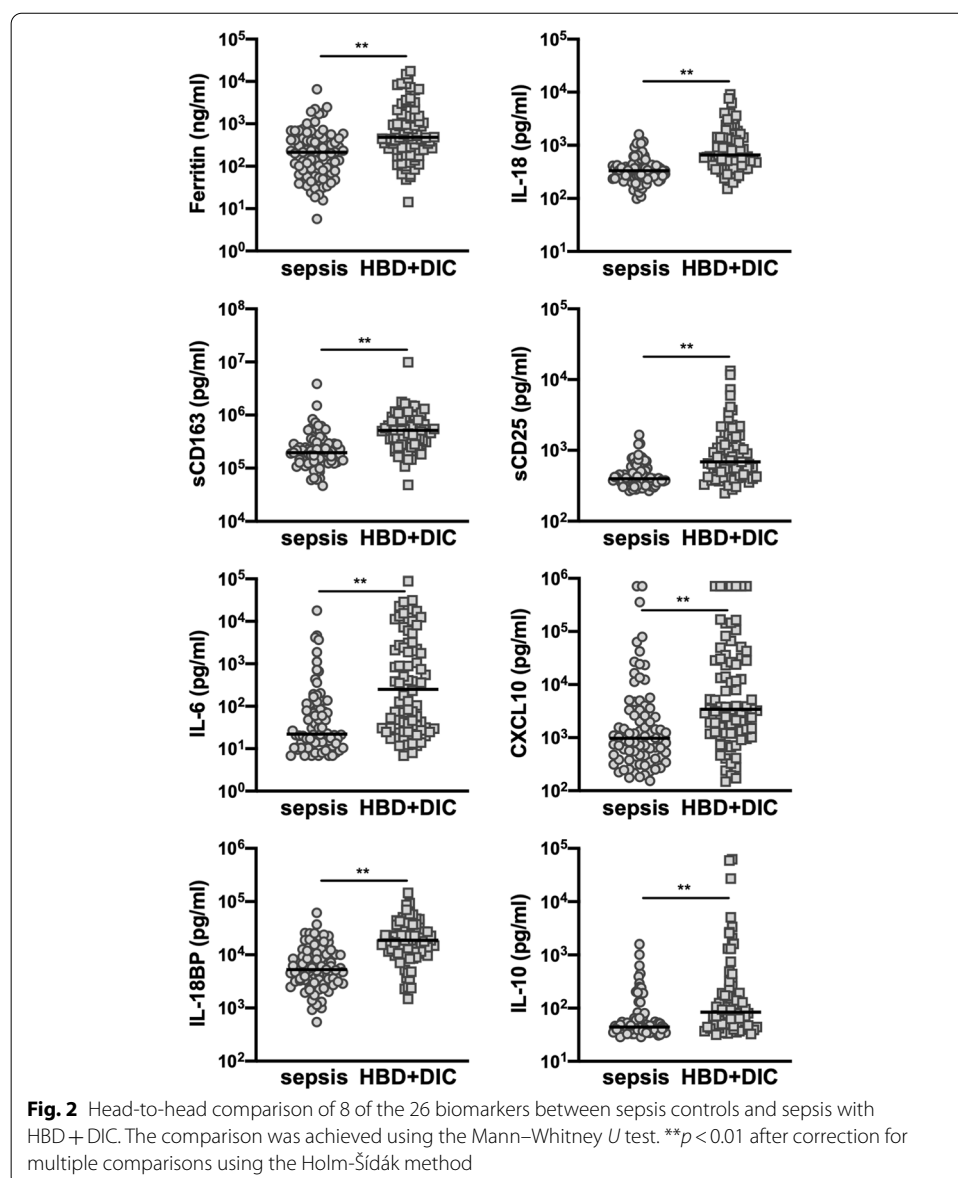 10⁵
10⁴
10³
10²
10¹
10⁰
Ferritin (ng/ml)
**
sepsis HBD+DIC
10⁵
10⁴
10³
10²
10¹
IL-18 (pg/ml)
**
sepsis HBD+DIC
10⁸
10⁷
10⁶
10⁵
10⁴
sCD163 (pg/ml)
**
sepsis HBD+DIC
10⁵
10⁴
10³
10²
sCD25 (pg/ml)
**
sepsis HBD+DIC
10⁵
10⁴
10³
10²
10¹
10⁰
IL-6 (pg/ml)
**
sepsis HBD+DIC
10⁶
10⁵
10⁴
10³
10²
CXCL10 (pg/ml)
**
sepsis HBD+DIC
10⁶
10⁵
10⁴
10³
10²
IL-18BP (pg/ml)
**
sepsis HBD+DIC
10⁵
10⁴
10³
10²
10¹
IL-10 (pg/ml)
**
sepsis HBD+DIC
Fig. 2 Head-to-head comparison of 8 of the 26 biomarkers between sepsis controls and sepsis with
HBD + DIC. The comparison was achieved using the Mann–Whitney U test. **p < 0.01 after correction for
multiple comparisons using the Holm-Šídák method